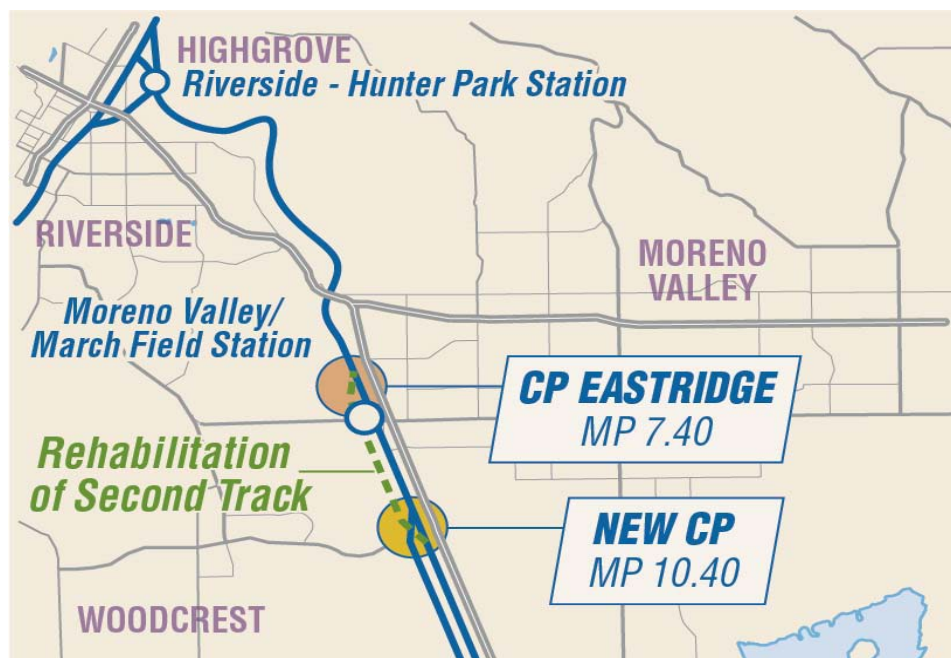 HIGHGROVE
Riverside - Hunter Park Station
RIVERSIDE
MORENO
VALLEY
Moreno Valley/
March Field Station
CP EASTRIDGE
MP 7.40
Rehabilitation
of Second Track
NEW CP
MP 10.40
WOODCREST